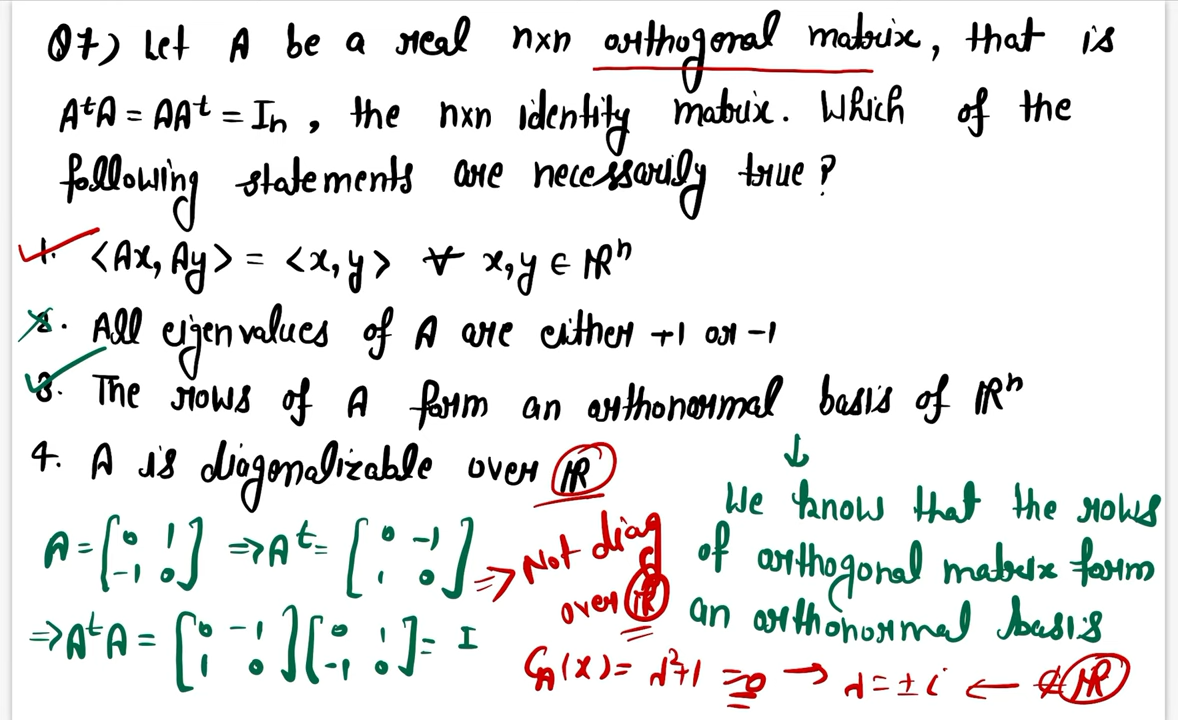 Q7) Let A be a real nxn orthogonal matrix, that is
AᵗA = AAᵗ = Iₙ, the nxn identity matrix. Which of the
following statements are necessarily true?
1. <Ax, Ay> = <x, y> ∀ x, y ∈ ℝⁿ
2. All eigenvalues of A are either +1 or -1
3. The rows of A form an orthonormal basis of ℝⁿ
4. A is diagonalizable over ℝ
↓
We know that the rows
of orthogonal matrix form
an orthonormal basis
A = [0 1; -1 0] ⇒ Aᵗ = [0 -1; 1 0]
⇒ Not diag
over ℝ
⇒ AᵗA = [0 -1; 1 0] [0 1; -1 0] = I
C_A(x) = λ²+1 = 0 → λ = ± i ← ∉ ℝ